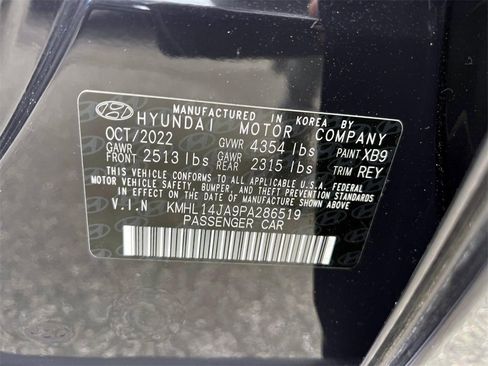 MANUFACTURED IN KOREA BY
HYUNDAI MOTOR COMPANY
OCT/2022 GVWR 4354 lbs PAINT XB9
GAWR FRONT 2513 lbs GAWR REAR 2315 lbs TRIM REY
THIS VEHICLE CONFORMS TO ALL APPLICABLE U.S.A. FEDERAL
MOTOR VEHICLE SAFETY, BUMPER, AND THEFT PREVENTION STANDARDS
IN EFFECT ON THE DATE OF MANUFACTURE SHOWN ABOVE.
V.I.N KMHL14JA9PA286519
PASSENGER CAR